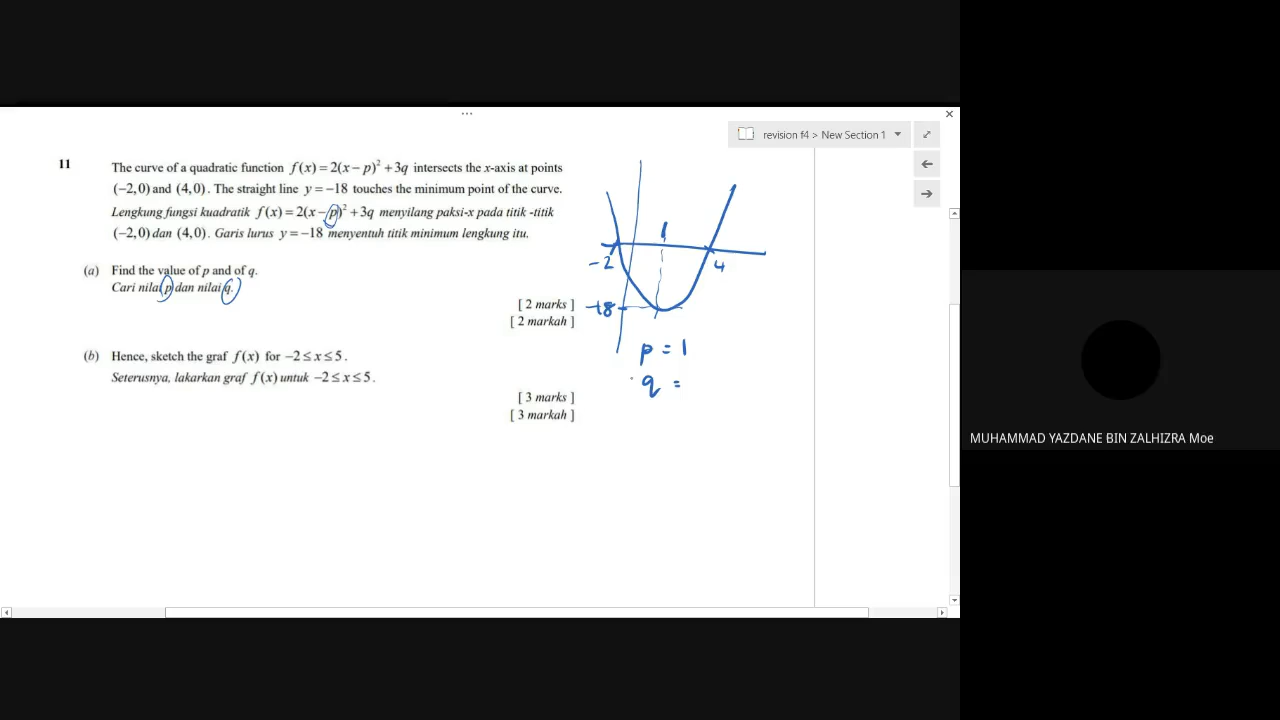 ...
revision f4 > New Section 1
11 The curve of a quadratic function f(x) = 2(x − p)² + 3q intersects the x-axis at points
(−2,0) and (4,0). The straight line y = −18 touches the minimum point of the curve.
Lengkung fungsi kuadratik f(x) = 2(x − p)² + 3q menyilang paksi-x pada titik -titik
(−2,0) dan (4,0). Garis lurus y = −18 menyentuh titik minimum lengkung itu.
(a) Find the value of p and of q.
Cari nilai p dan nilai q.
[ 2 marks ]
[ 2 markah ]
(b) Hence, sketch the graf f(x) for −2 ≤ x ≤ 5.
Seterusnya, lakarkan graf f(x) untuk −2 ≤ x ≤ 5.
[ 3 marks ]
[ 3 markah ]
1
−2
4
−18
p = 1
q =
MUHAMMAD YAZDANE BIN ZALHIZRA Moe